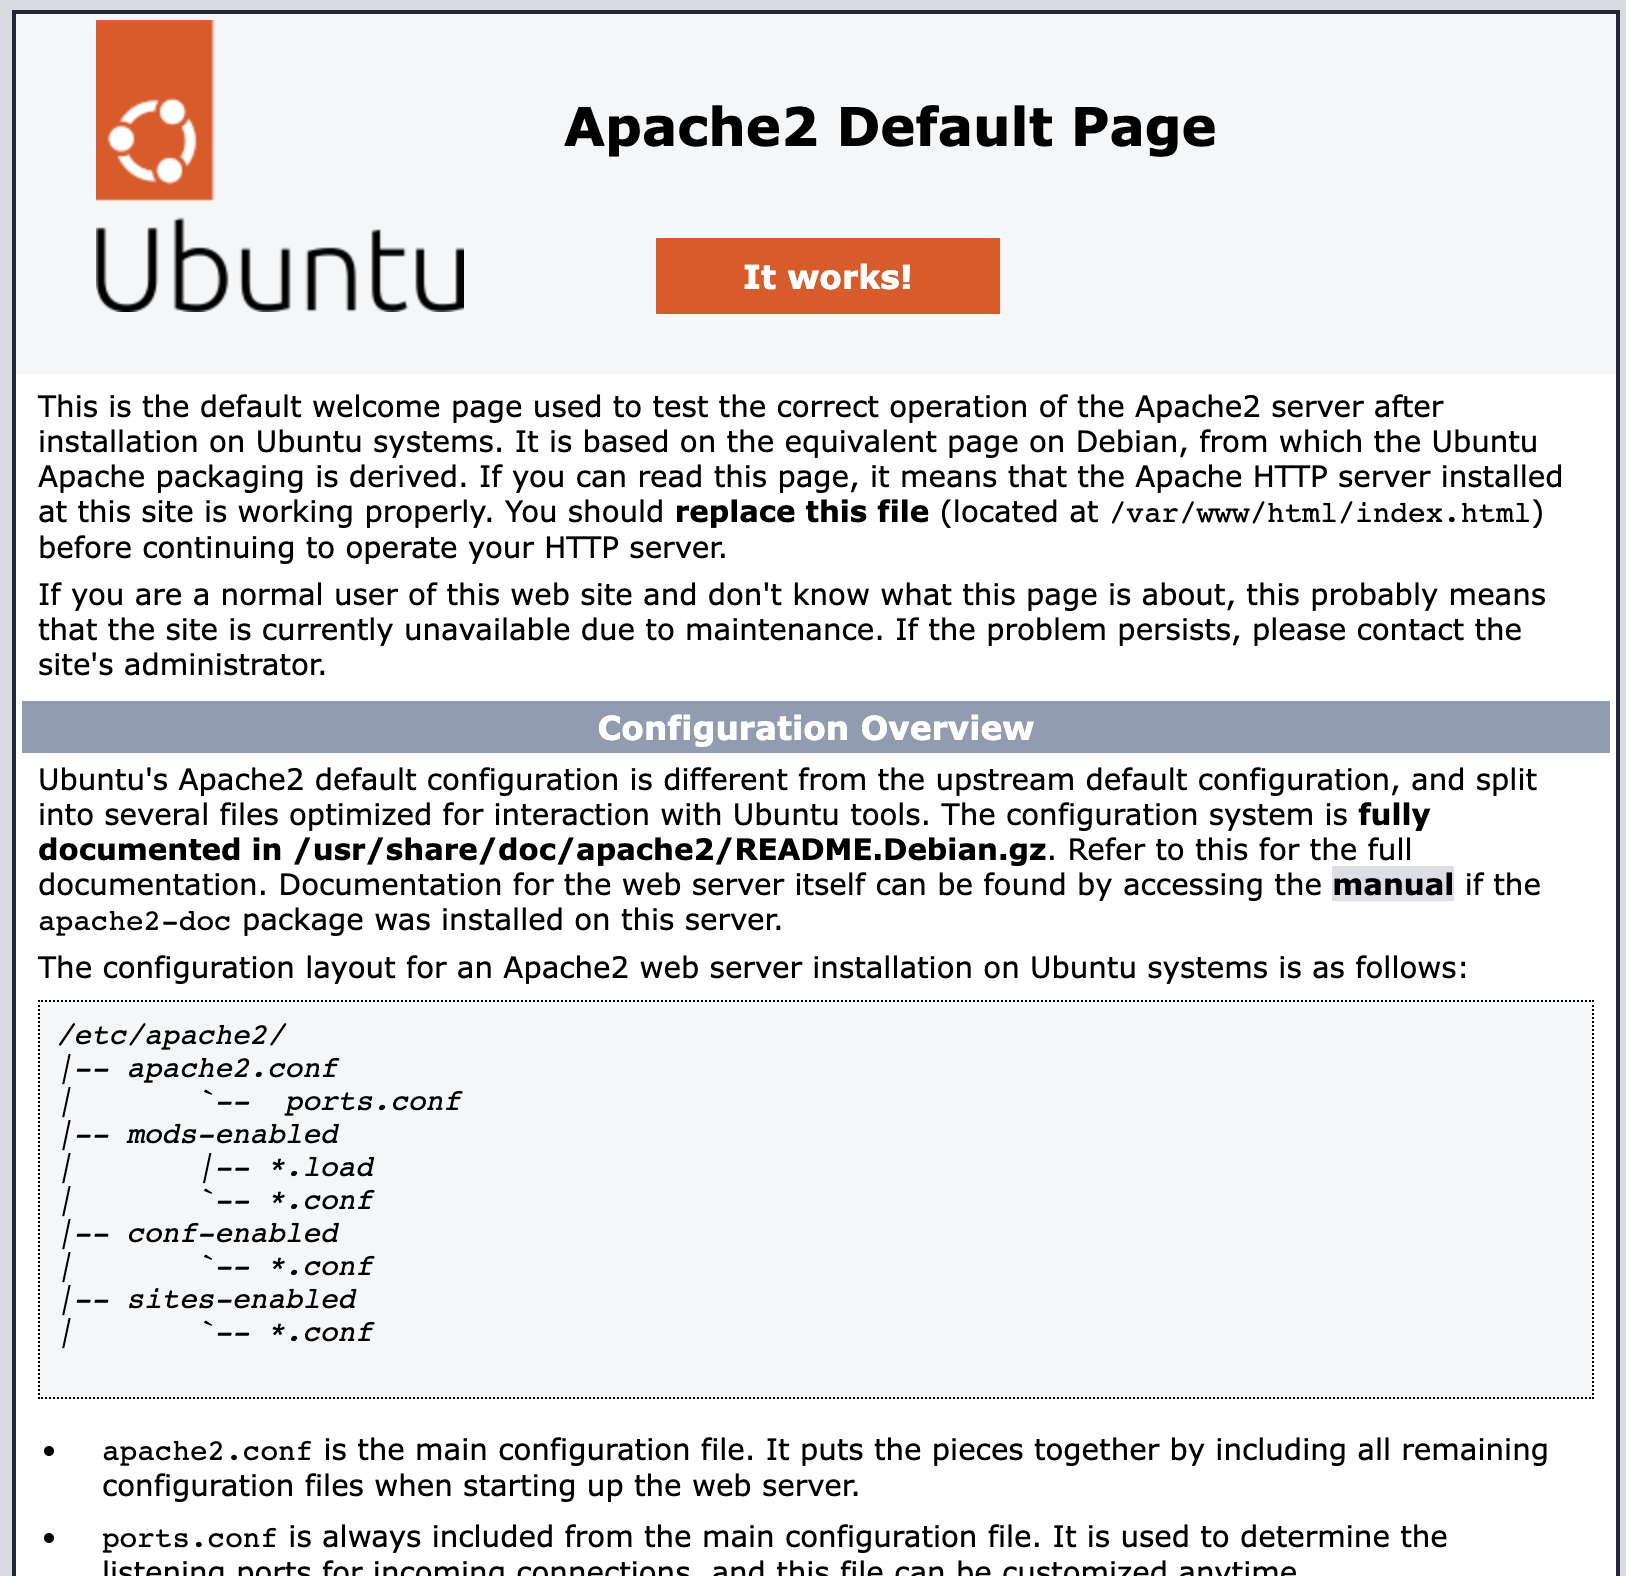 Ubuntu
Apache2 Default Page
It works!
This is the default welcome page used to test the correct operation of the Apache2 server after
installation on Ubuntu systems. It is based on the equivalent page on Debian, from which the Ubuntu
Apache packaging is derived. If you can read this page, it means that the Apache HTTP server installed
at this site is working properly. You should replace this file (located at /var/www/html/index.html)
before continuing to operate your HTTP server.
If you are a normal user of this web site and don't know what this page is about, this probably means
that the site is currently unavailable due to maintenance. If the problem persists, please contact the
site's administrator.
Configuration Overview
Ubuntu's Apache2 default configuration is different from the upstream default configuration, and split
into several files optimized for interaction with Ubuntu tools. The configuration system is fully
documented in /usr/share/doc/apache2/README.Debian.gz. Refer to this for the full
documentation. Documentation for the web server itself can be found by accessing the manual if the
apache2-doc package was installed on this server.
The configuration layout for an Apache2 web server installation on Ubuntu systems is as follows:
/etc/apache2/
|-- apache2.conf
|       `--  ports.conf
|-- mods-enabled
|       |-- *.load
|       `-- *.conf
|-- conf-enabled
|       `-- *.conf
|-- sites-enabled
|       `-- *.conf
• apache2.conf is the main configuration file. It puts the pieces together by including all remaining
configuration files when starting up the web server.
• ports.conf is always included from the main configuration file. It is used to determine the
listening ports for incoming connections, and this file can be customized anytime.